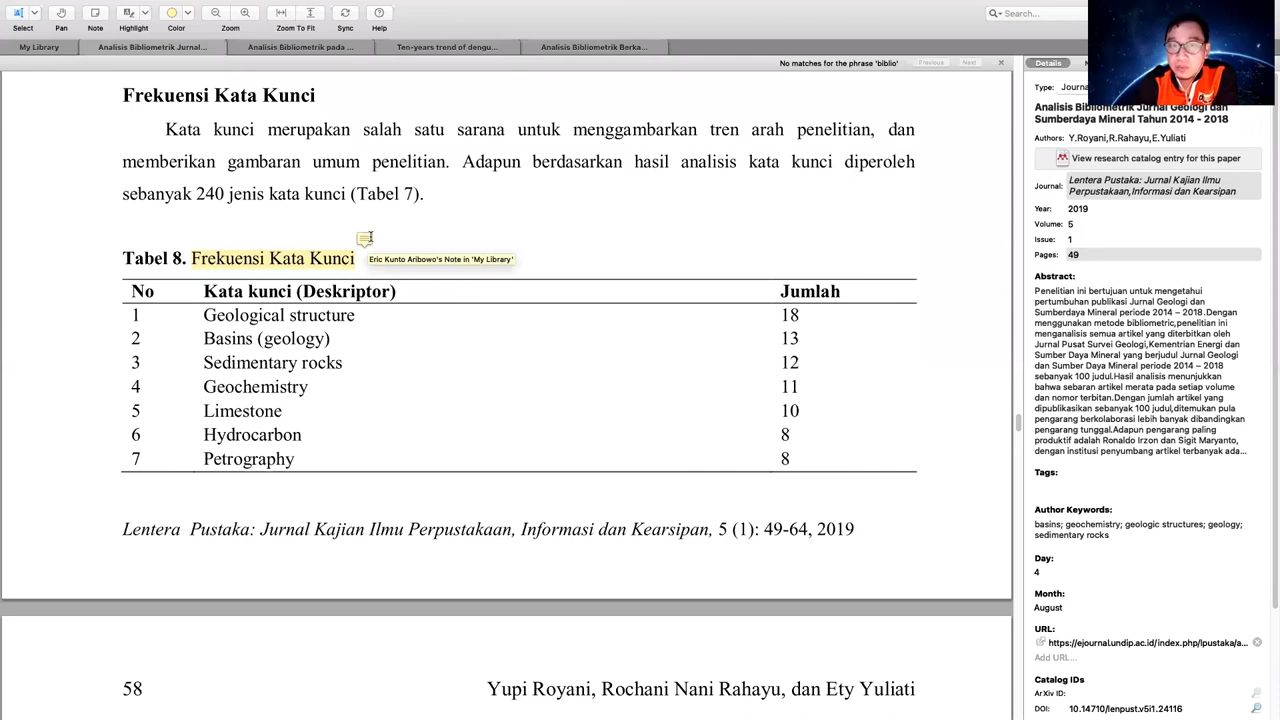 Select Pan Note Highlight Color Zoom Zoom To Fit Sync Help
Search...
My Library Analisis Bibliometrik Jurnal... Analisis Bibliometrik pada ... Ten-years trend of dengu... Analisis Bibliometrik Berka...
No matches for the phrase 'biblio' Previous Next
Frekuensi Kata Kunci
Kata kunci merupakan salah satu sarana untuk menggambarkan tren arah penelitian, dan
memberikan gambaran umum penelitian. Adapun berdasarkan hasil analisis kata kunci diperoleh
sebanyak 240 jenis kata kunci (Tabel 7).
Tabel 8. Frekuensi Kata Kunci
Eric Kunto Aribowo's Note in 'My Library'
No Kata kunci (Deskriptor) Jumlah
1 Geological structure 18
2 Basins (geology) 13
3 Sedimentary rocks 12
4 Geochemistry 11
5 Limestone 10
6 Hydrocarbon 8
7 Petrography 8
Lentera Pustaka: Jurnal Kajian Ilmu Perpustakaan, Informasi dan Kearsipan, 5 (1): 49-64, 2019
58 Yupi Royani, Rochani Nani Rahayu, dan Ety Yuliati
Details
Type: Journa
Analisis Bibliometrik Jurnal Geologi dan
Sumberdaya Mineral Tahun 2014 - 2018
Authors: Y.Royani,R.Rahayu,E.Yuliati
View research catalog entry for this paper
Journal: Lentera Pustaka: Jurnal Kajian Ilmu
Perpustakaan,Informasi dan Kearsipan
Year: 2019
Volume: 5
Issue: 1
Pages: 49
Abstract:
Penelitian ini bertujuan untuk mengetahui
pertumbuhan publikasi Jurnal Geologi dan
Sumberdaya Mineral periode 2014 – 2018.Dengan
menggunakan metode bibliometric,penelitian ini
menganalisis semua artikel yang diterbitkan oleh
Jurnal Pusat Survei Geologi,Kementrian Energi dan
Sumber Daya Mineral yang berjudul Jurnal Geologi
dan Sumber Daya Mineral periode 2014 – 2018
sebanyak 100 judul.Hasil analisis menunjukkan
bahwa sebaran artikel merata pada setiap volume
dan nomor terbitan.Dengan jumlah artikel yang
dipublikasikan sebanyak 100 judul,ditemukan pula
pengarang berkolaborasi lebih banyak dibandingkan
pengarang tunggal.Adapun pengarang paling
produktif adalah Ronaldo Irzon dan Sigit Maryanto,
dengan institusi penyumbang artikel terbanyak ada...
Tags:
Author Keywords:
basins; geochemistry; geologic structures; geology;
sedimentary rocks
Day:
4
Month:
August
URL:
https://ejournal.undip.ac.id/index.php/lpustaka/a...
Add URL...
Catalog IDs
ArXiv ID:
DOI: 10.14710/lenpust.v5i1.24116